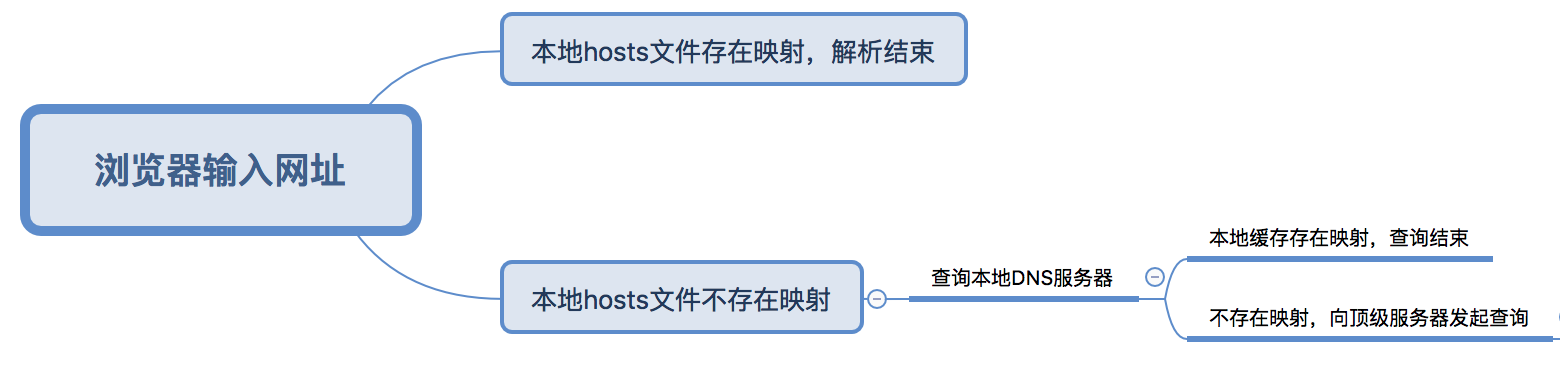 本地hosts文件存在映射，解析结束
浏览器输入网址
本地hosts文件不存在映射
查询本地DNS服务器
本地缓存存在映射，查询结束
不存在映射，向顶级服务器发起查询